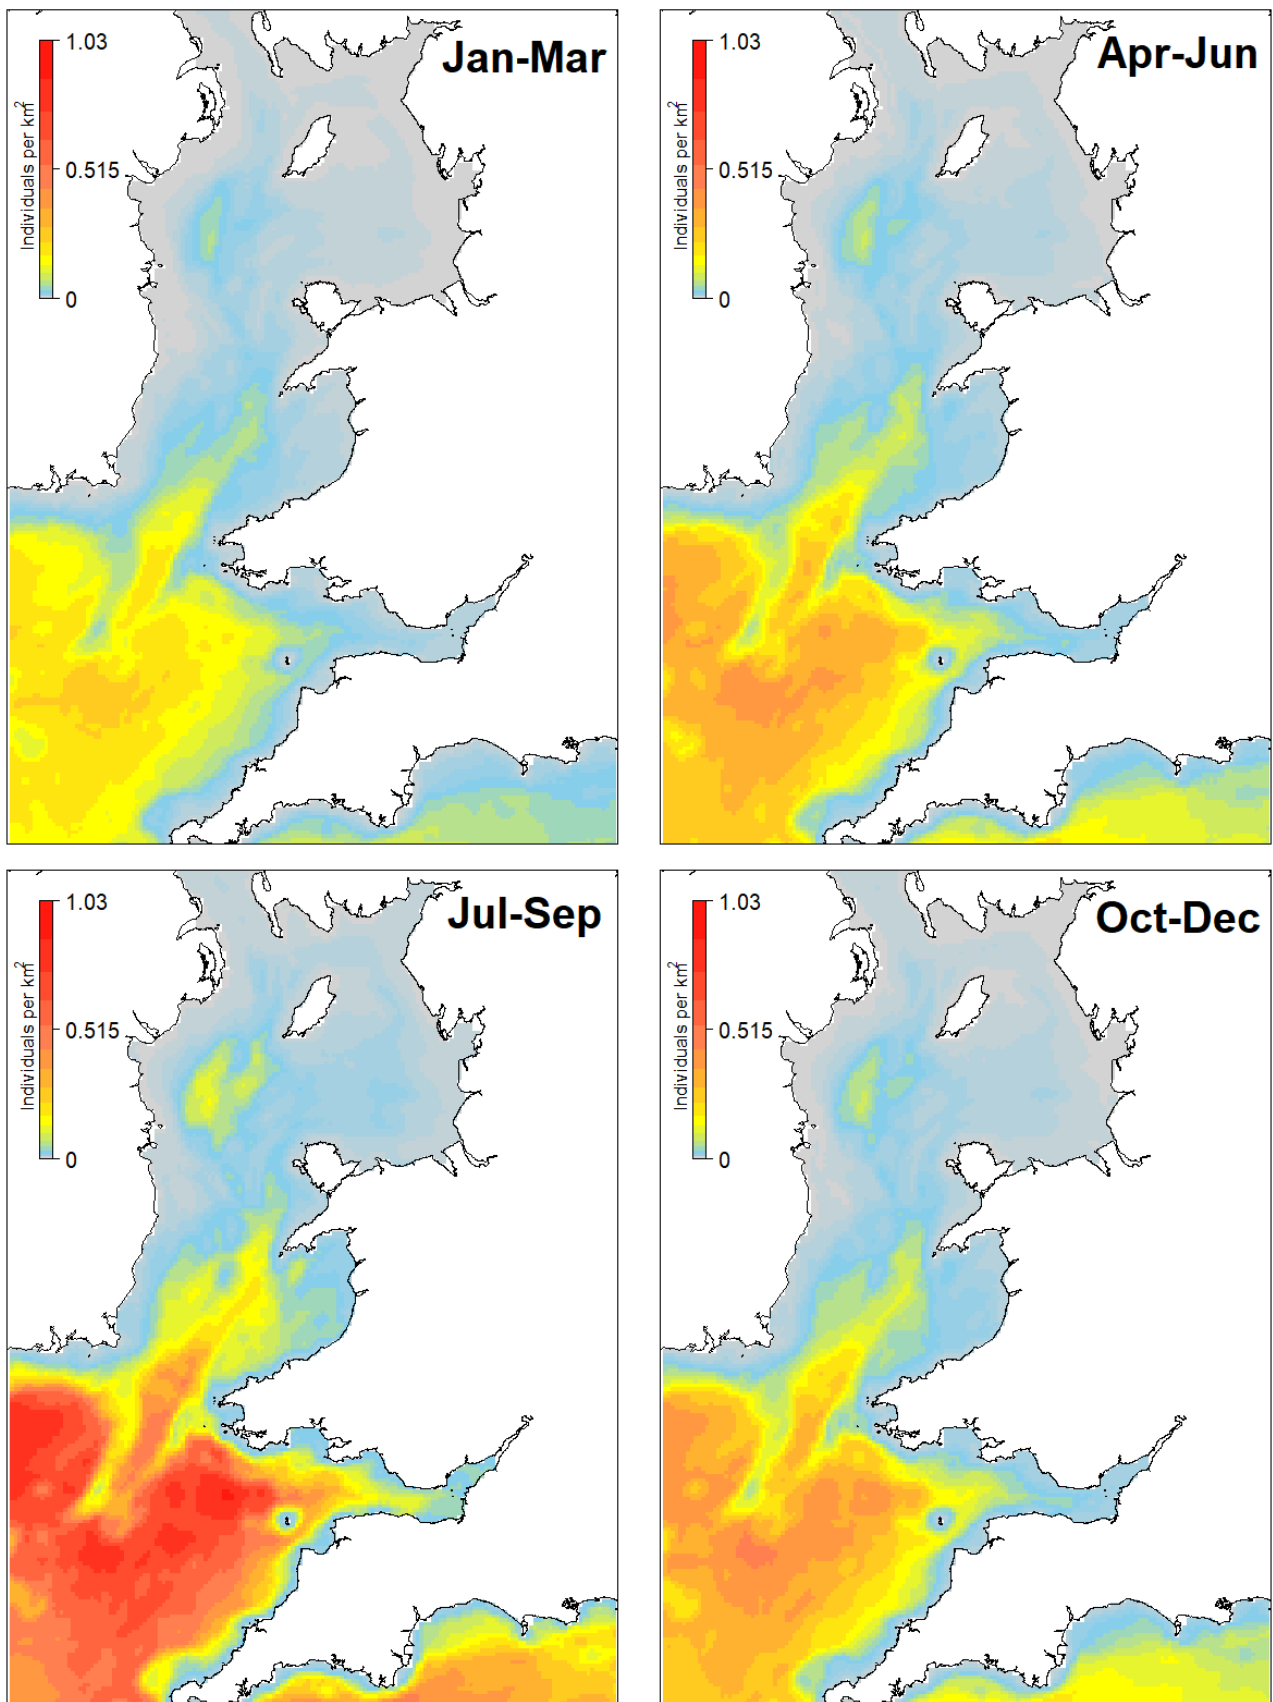 Jan-Mar
1.03
0.515
0
Individuals per km²
Apr-Jun
1.03
0.515
0
Individuals per km²
Jul-Sep
1.03
0.515
0
Individuals per km²
Oct-Dec
1.03
0.515
0
Individuals per km²